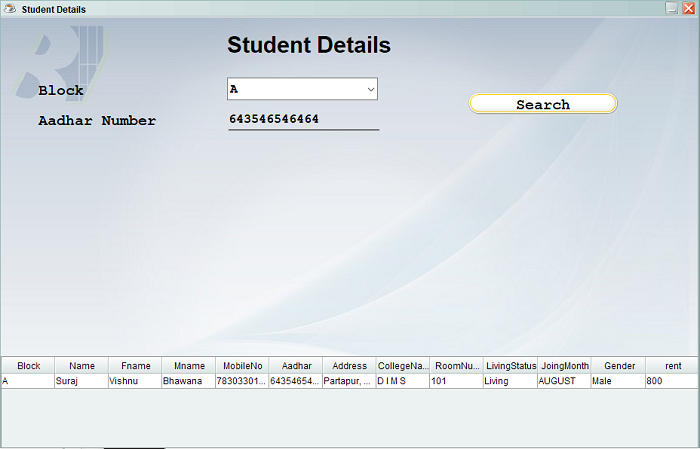 Student Details
Student Details
Block A
Search
Aadhar Number 643546546464
Block Name Fname Mname MobileNo Aadhar Address CollegeNa... RoomNu... LivingStatus JoingMonth Gender rent
A Suraj Vishnu Bhawana 78303301... 64354654... Partapur, ... D I M S 101 Living AUGUST Male 800